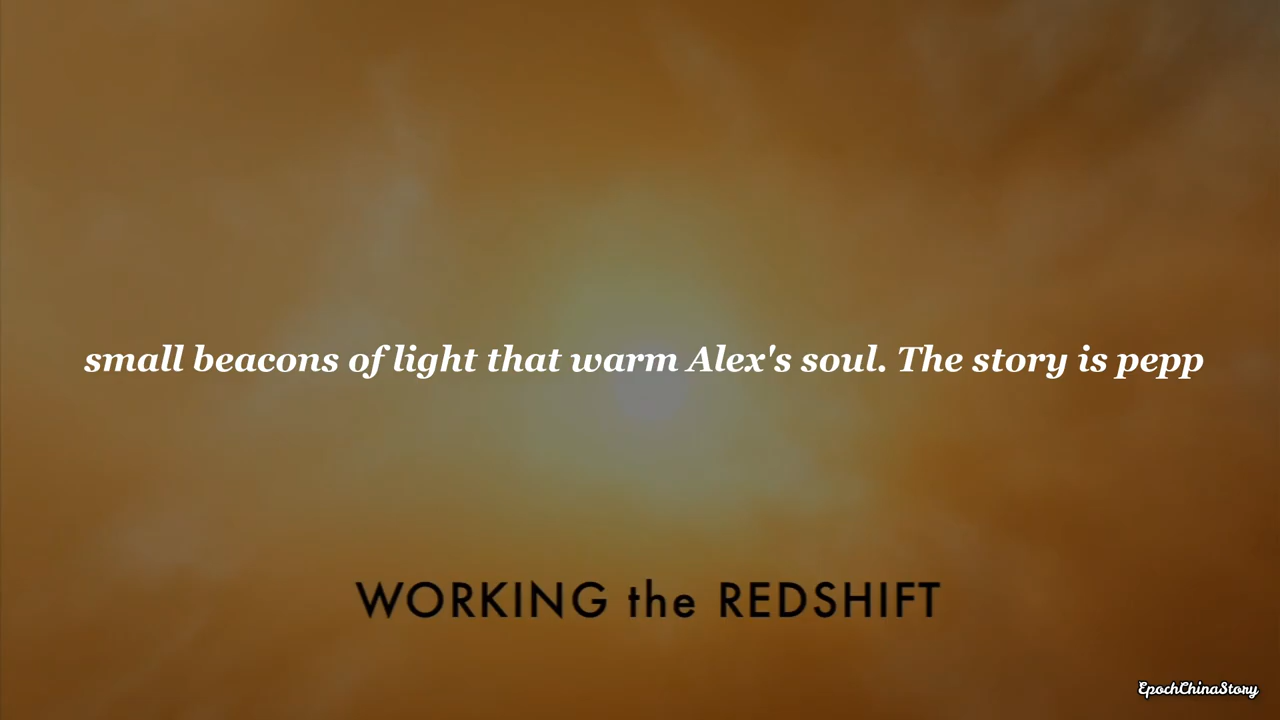 small beacons of light that warm Alex's soul. The story is pepp
WORKING the REDSHIFT
EpochChinaStory